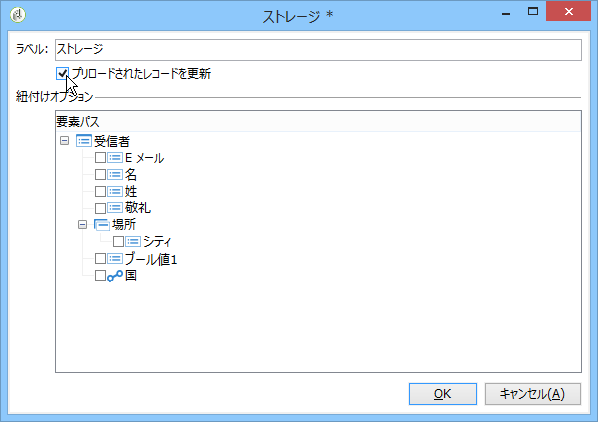 ストレージ *
ラベル: ストレージ
プリロードされたレコードを更新
紐付けオプション
要素パス
受信者
E メール
名
姓
敬礼
場所
シティ
ブール値1
国
OK キャンセル(A)